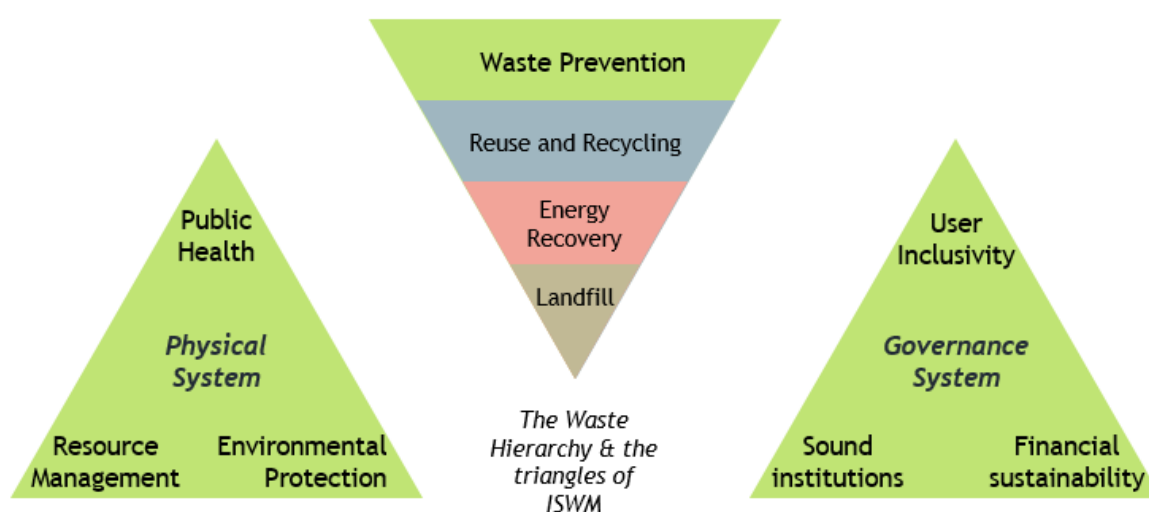 Waste Prevention
Reuse and Recycling
Energy
Recovery
Landfill
Public
Health
Physical
System
Resource
Management
Environmental
Protection
User
Inclusivity
Governance
System
Sound
institutions
Financial
sustainability
The Waste
Hierarchy & the
triangles of
ISWM